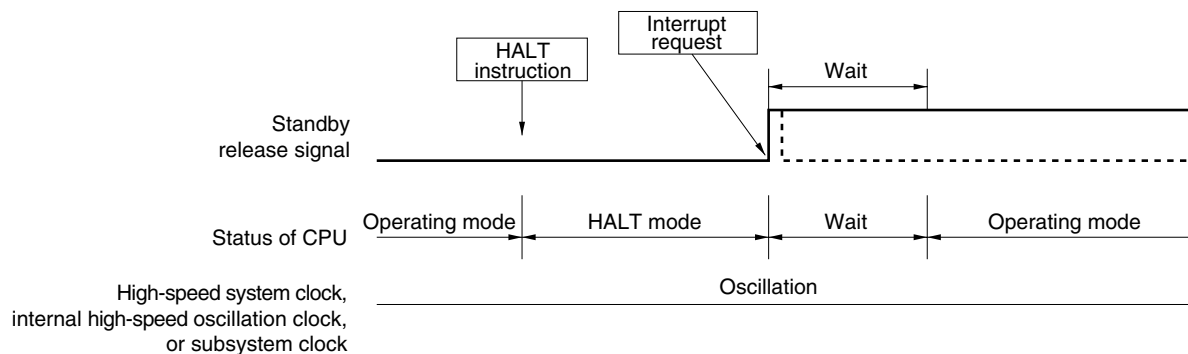 Interrupt
request
HALT
instruction
Wait
Standby
release signal
Status of CPU
Operating mode
HALT mode
Wait
Operating mode
High-speed system clock,
internal high-speed oscillation clock,
or subsystem clock
Oscillation